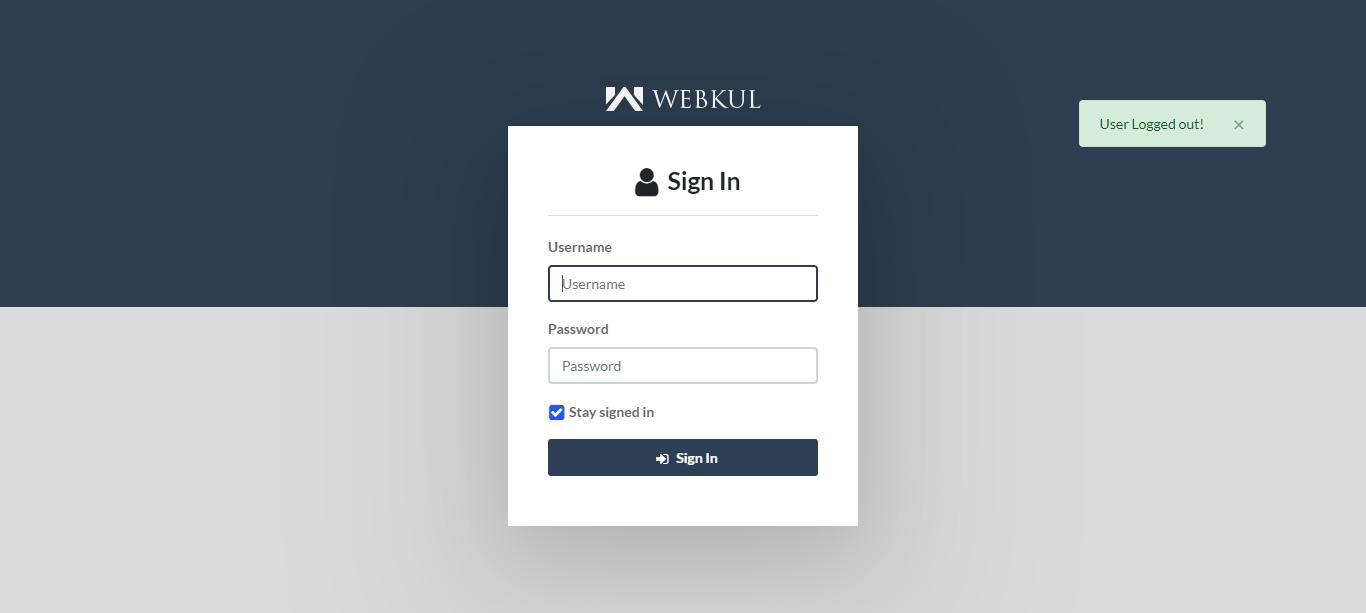 WEBKUL
User Logged out! ×
Sign In
Username
Username
Password
Password
Stay signed in
Sign In